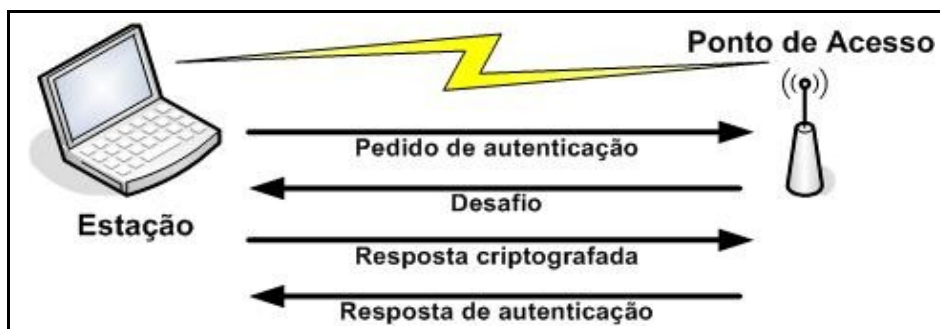 Ponto de Acesso
Pedido de autenticação
Desafio
Estação
Resposta criptografada
Resposta de autenticação